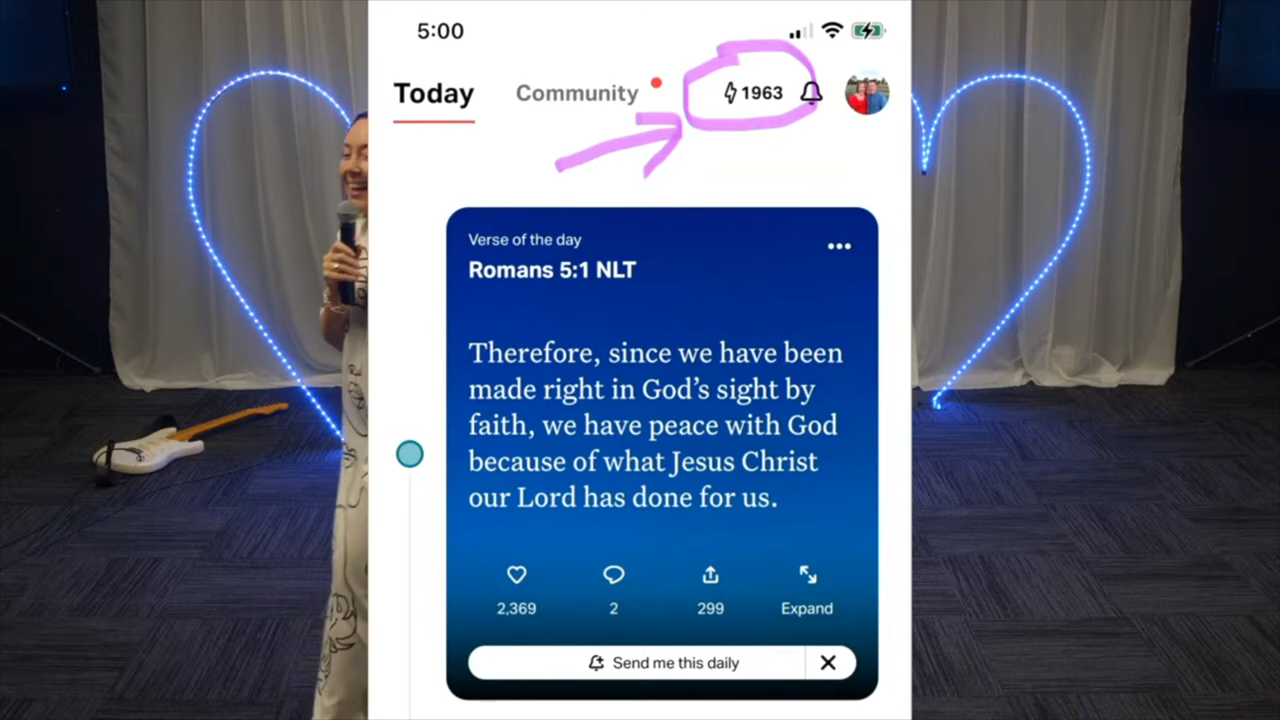 5:00
Today
Community
1963
Verse of the day
Romans 5:1 NLT
Therefore, since we have been
made right in God’s sight by
faith, we have peace with God
because of what Jesus Christ
our Lord has done for us.
2,369
2
299
Expand
Send me this daily